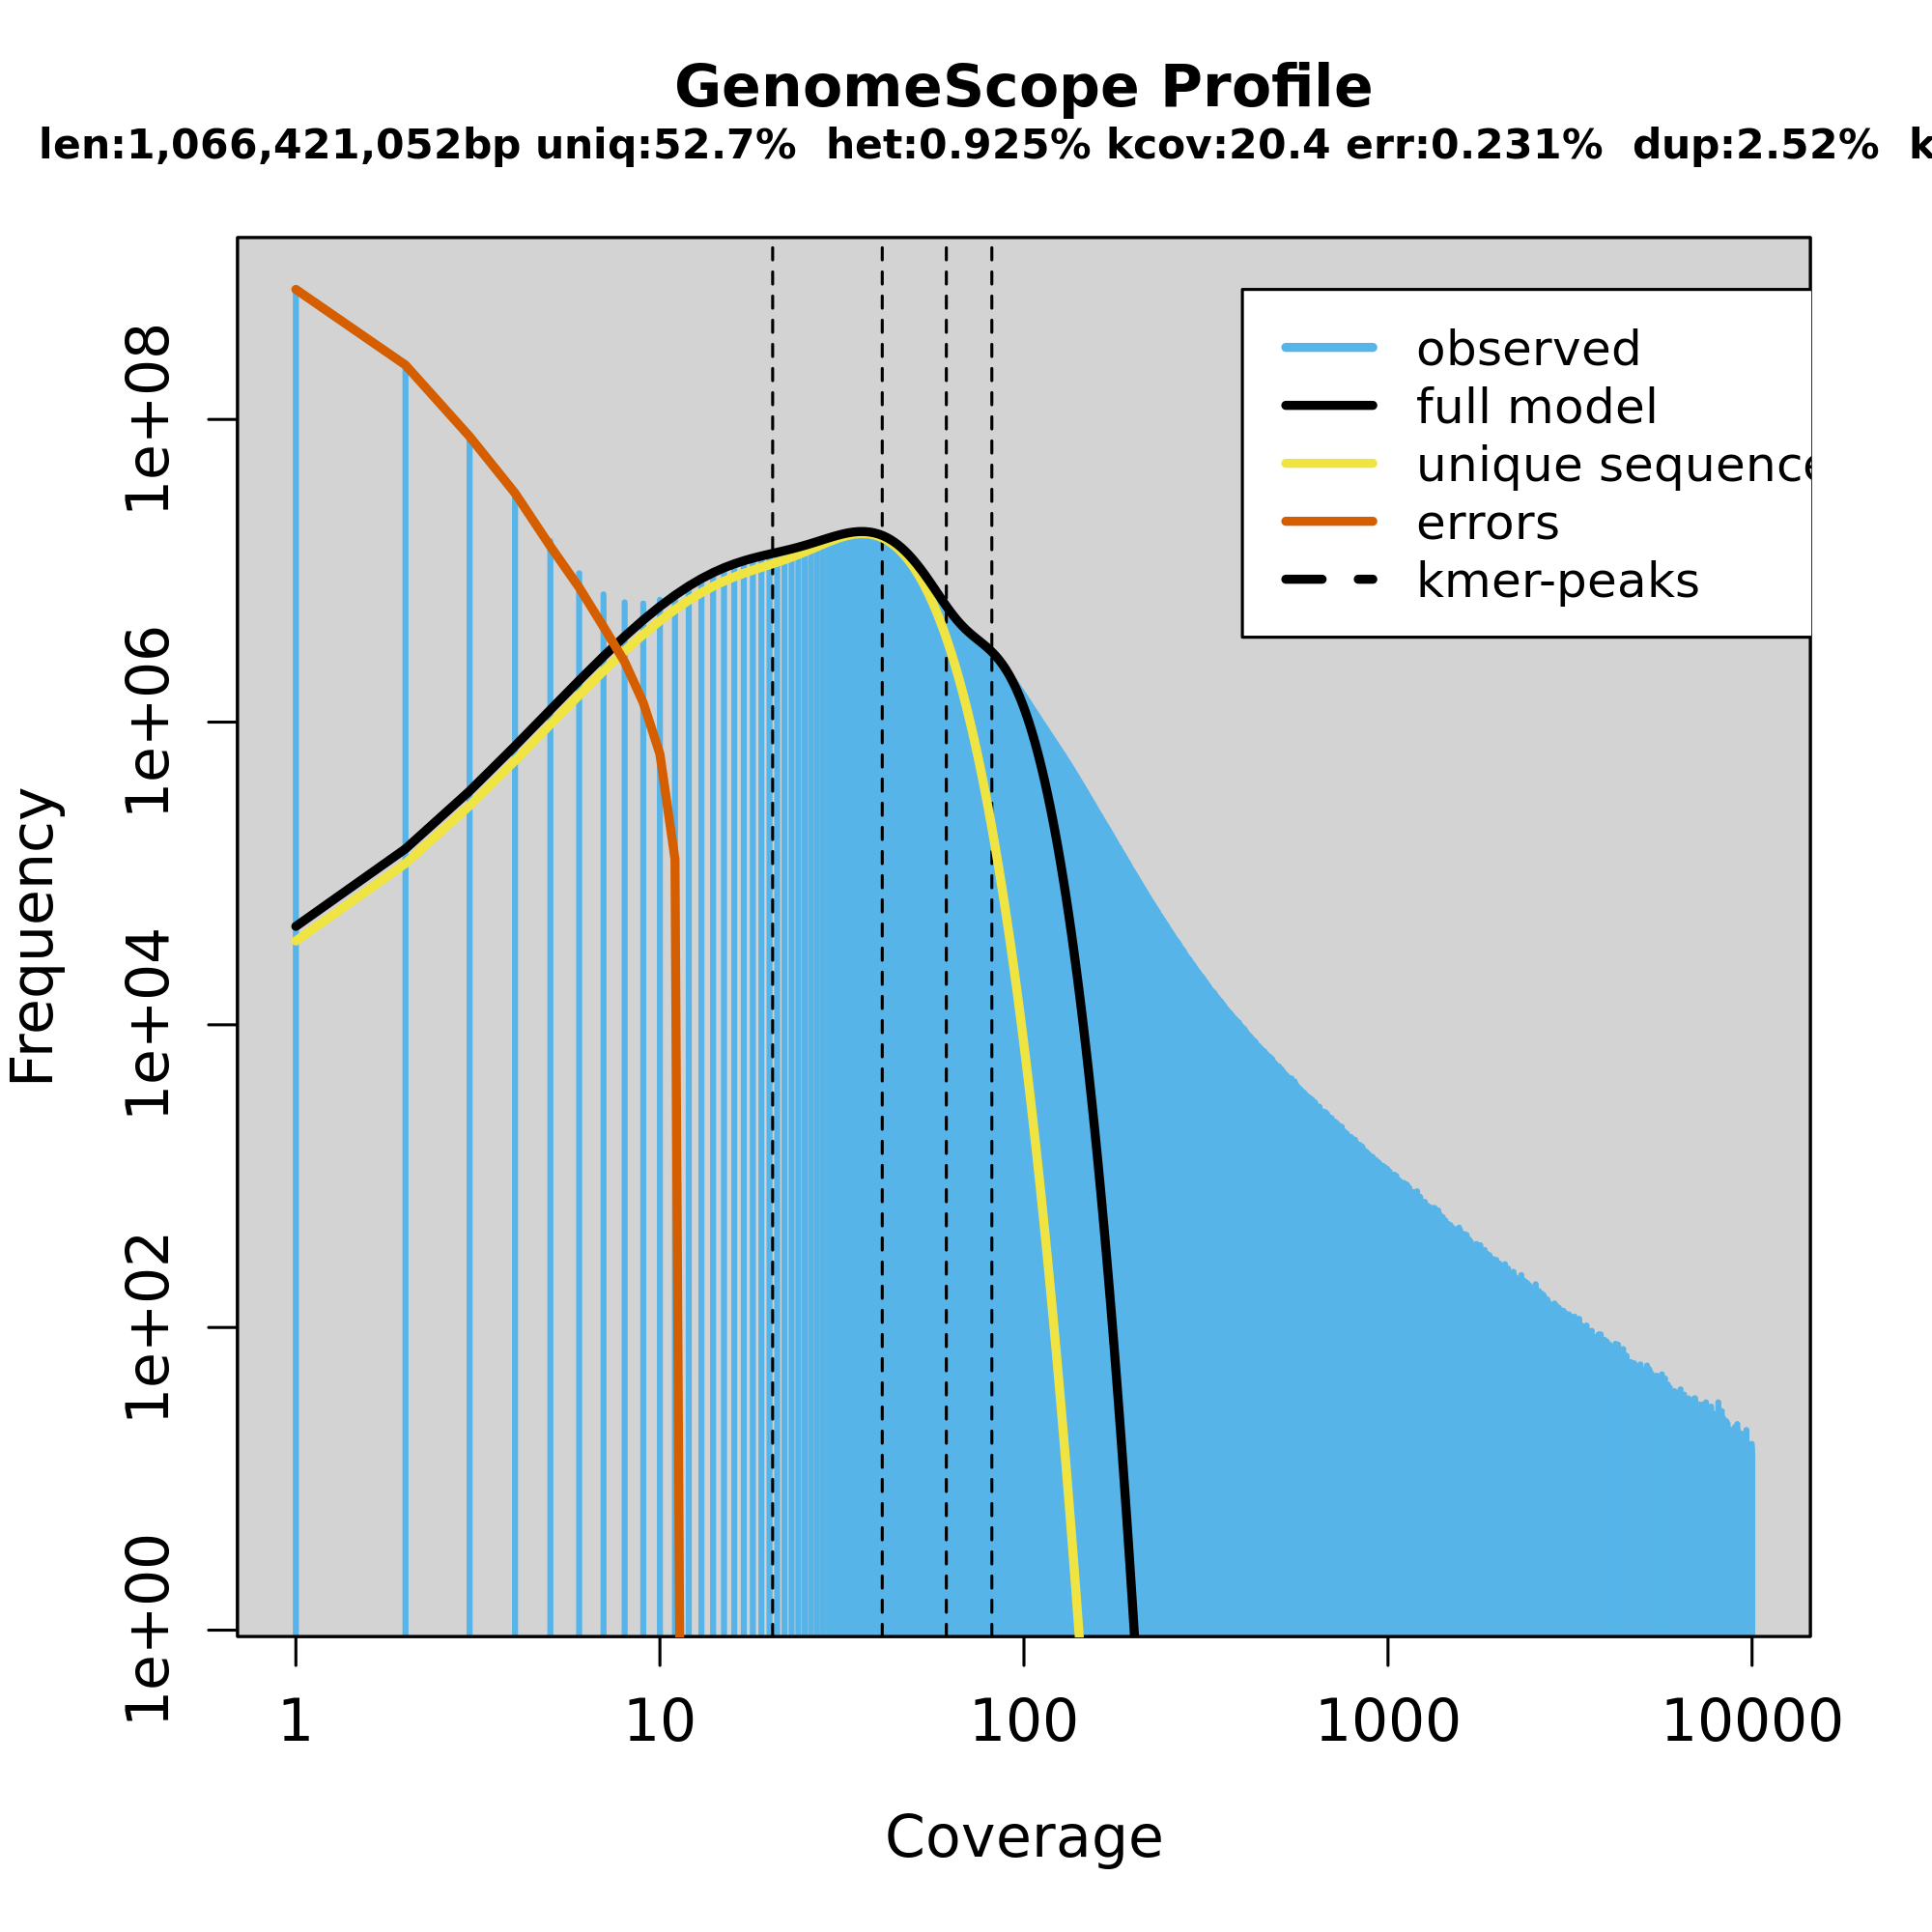 GenomeScope Profile
len:1,066,421,052bp uniq:52.7% het:0.925% kcov:20.4 err:0.231% dup:2.52% k
observed
full model
unique sequence
errors
kmer-peaks
Frequency
1e+08
1e+06
1e+04
1e+02
1e+00
1 10 100 1000 10000
Coverage